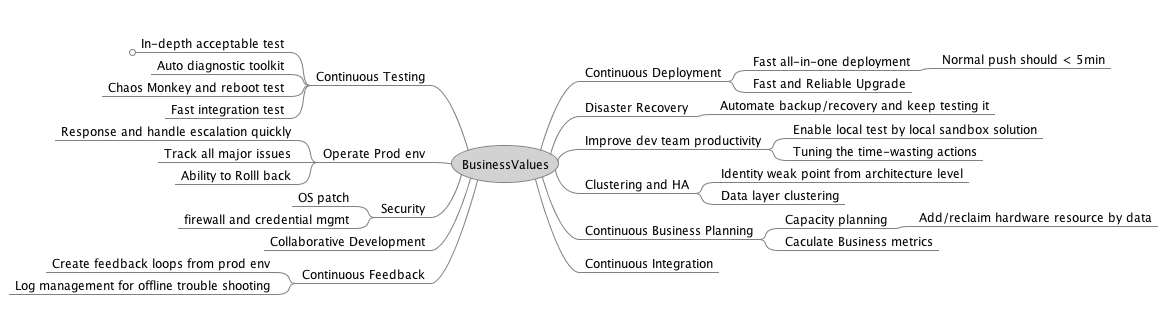 BusinessValues
Continuous Testing
In-depth acceptable test
Auto diagnostic toolkit
Chaos Monkey and reboot test
Fast integration test
Operate Prod env
Response and handle escalation quickly
Track all major issues
Ability to Rolll back
Security
OS patch
firewall and credential mgmt
Collaborative Development
Continuous Feedback
Create feedback loops from prod env
Log management for offline trouble shooting
Continuous Deployment
Fast all-in-one deployment
Normal push should < 5min
Fast and Reliable Upgrade
Disaster Recovery
Automate backup/recovery and keep testing it
Improve dev team productivity
Enable local test by local sandbox solution
Tuning the time-wasting actions
Clustering and HA
Identity weak point from architecture level
Data layer clustering
Continuous Business Planning
Capacity planning
Add/reclaim hardware resource by data
Caculate Business metrics
Continuous Integration